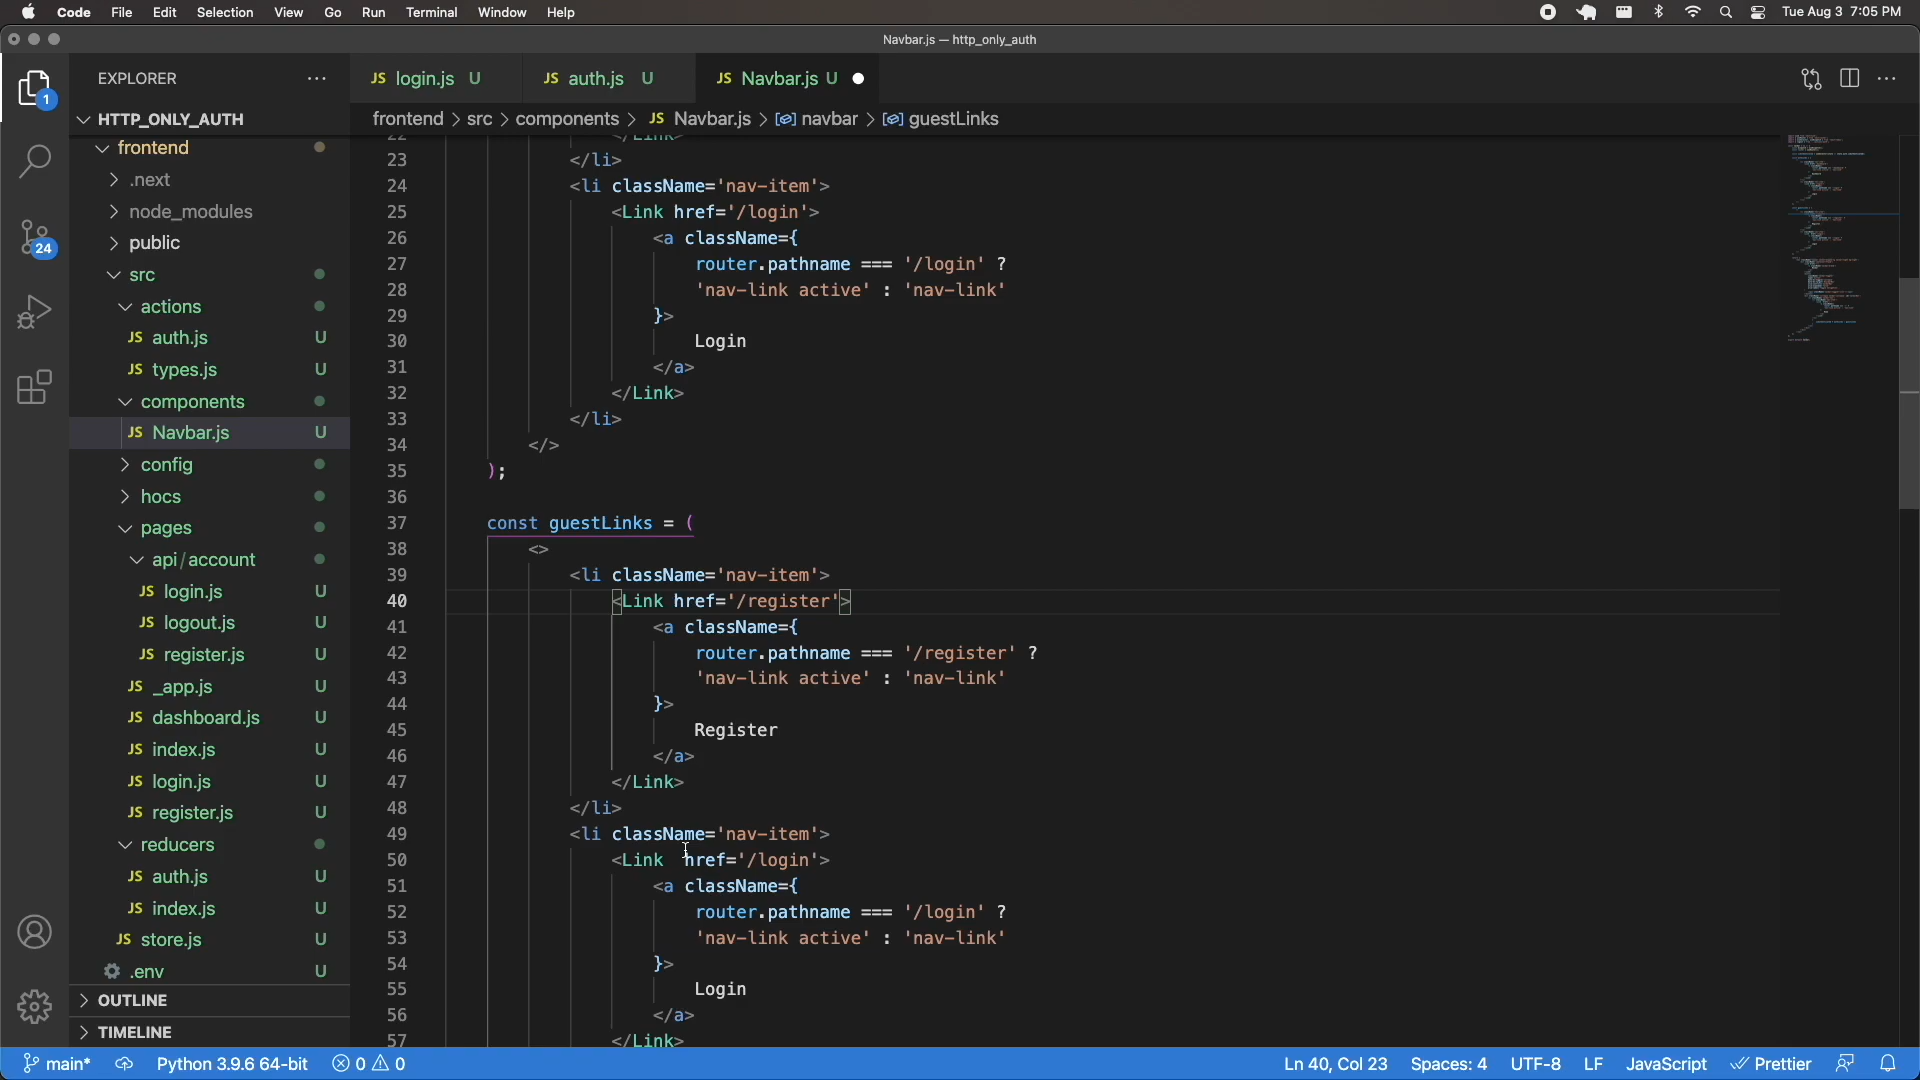 Code File Edit Selection View Go Run Terminal Window Help Tue Aug 3 7:05 PM
Navbar.js — http_only_auth
EXPLORER
JS login.js U JS auth.js U JS Navbar.js U
HTTP_ONLY_AUTH
frontend > src > components > JS Navbar.js > navbar > guestLinks
1
24
frontend
.next
node_modules
public
src
actions
JS auth.js U
JS types.js U
components
JS Navbar.js U
config
hocs
pages
api/account
JS login.js U
JS logout.js U
JS register.js U
JS _app.js U
JS dashboard.js U
JS index.js U
JS login.js U
JS register.js U
reducers
JS auth.js U
JS index.js U
JS store.js U
.env U
OUTLINE
TIMELINE
22 </Link>
23 </li>
24 <li className='nav-item'>
25 <Link href='/login'>
26 <a className={
27 router.pathname === '/login' ?
28 'nav-link active' : 'nav-link'
29 }>
30 Login
31 </a>
32 </Link>
33 </li>
34 </>
35 );
36
37 const guestLinks = (
38 <>
39 <li className='nav-item'>
40 <Link href='/register'>
41 <a className={
42 router.pathname === '/register' ?
43 'nav-link active' : 'nav-link'
44 }>
45 Register
46 </a>
47 </Link>
48 </li>
49 <li className='nav-item'>
50 <Link href='/login'>
51 <a className={
52 router.pathname === '/login' ?
53 'nav-link active' : 'nav-link'
54 }>
55 Login
56 </a>
57 </Link>
main* Python 3.9.6 64-bit 0 0 Ln 40, Col 23 Spaces: 4 UTF-8 LF JavaScript Prettier